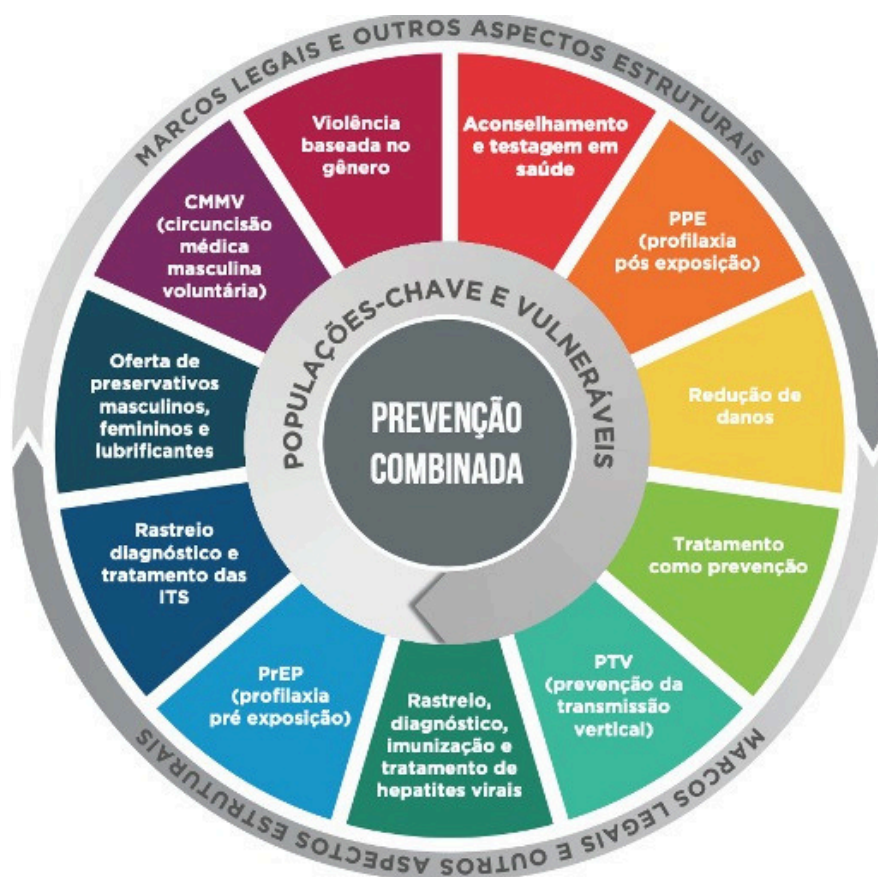 MARCOS LEGAIS E OUTROS ASPECTOS ESTRUTURAIS
Violência
baseada no
gênero
Aconselhamento
e testagem em
saúde
PPE
(profilaxia
pós exposição)
Redução de
danos
Tratamento
como prevenção
PTV
(prevenção da
transmissão
vertical)
Rastreio,
diagnóstico,
imunização e
tratamento de
hepatites virais
PrEP
(profilaxia
pré exposição)
Rastreio
diagnóstico e
tratamento das
ITS
Oferta de
preservativos
masculinos,
femininos e
lubrificantes
CMMV
(circuncisão
médica
masculina
voluntária)
POPULAÇÕES-CHAVE E VULNERÁVEIS
PREVENÇÃO
COMBINADA
MARCOS LEGAIS E OUTROS ASPECTOS ESTRUTURAIS